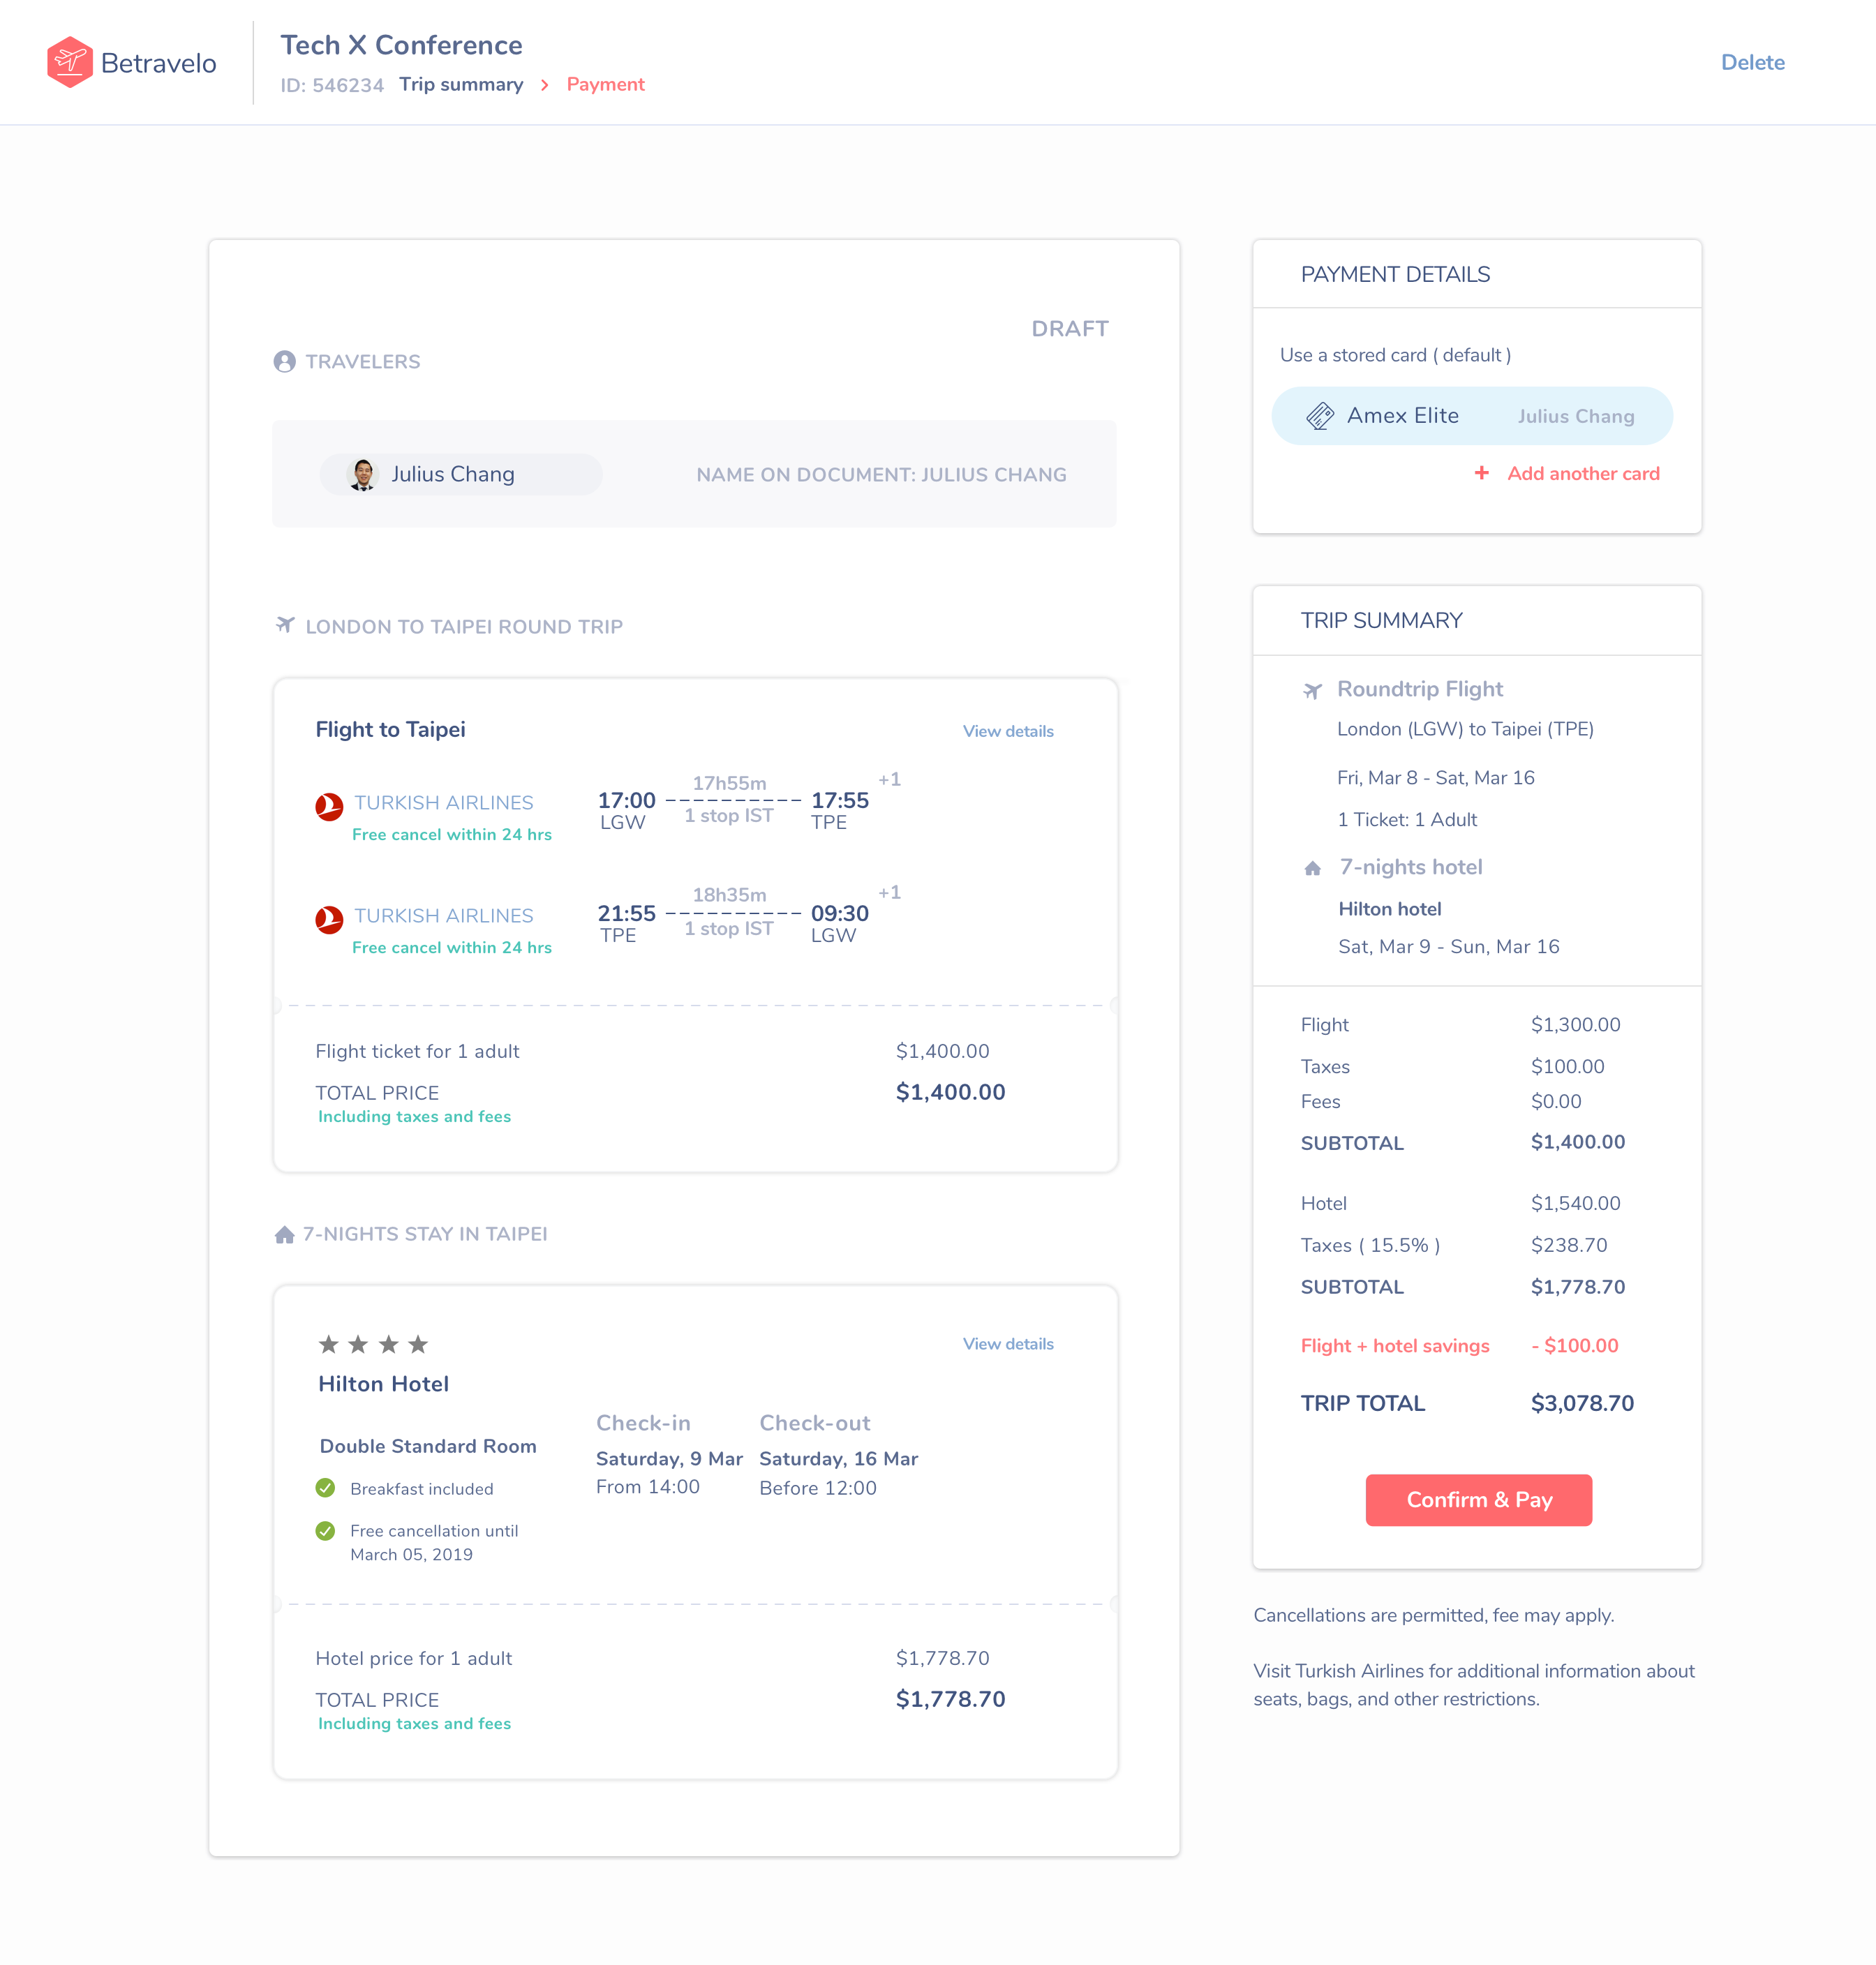 Betravelo
Tech X Conference
ID: 546234 Trip summary > Payment
Delete
DRAFT
TRAVELERS
Julius Chang
NAME ON DOCUMENT: JULIUS CHANG
LONDON TO TAIPEI ROUND TRIP
Flight to Taipei
View details
TURKISH AIRLINES
Free cancel within 24 hrs
17:00
LGW
17h55m
1 stop IST
17:55
TPE
+1
TURKISH AIRLINES
Free cancel within 24 hrs
21:55
TPE
18h35m
1 stop IST
09:30
LGW
+1
Flight ticket for 1 adult $1,400.00
TOTAL PRICE $1,400.00
Including taxes and fees
7-NIGHTS STAY IN TAIPEI
View details
Hilton Hotel
Double Standard Room
Breakfast included
Free cancellation until
March 05, 2019
Check-in
Saturday, 9 Mar
From 14:00
Check-out
Saturday, 16 Mar
Before 12:00
Hotel price for 1 adult $1,778.70
TOTAL PRICE $1,778.70
Including taxes and fees
PAYMENT DETAILS
Use a stored card ( default )
Amex Elite Julius Chang
+ Add another card
TRIP SUMMARY
Roundtrip Flight
London (LGW) to Taipei (TPE)
Fri, Mar 8 - Sat, Mar 16
1 Ticket: 1 Adult
7-nights hotel
Hilton hotel
Sat, Mar 9 - Sun, Mar 16
Flight $1,300.00
Taxes $100.00
Fees $0.00
SUBTOTAL $1,400.00
Hotel $1,540.00
Taxes ( 15.5% ) $238.70
SUBTOTAL $1,778.70
Flight + hotel savings - $100.00
TRIP TOTAL $3,078.70
Confirm & Pay
Cancellations are permitted, fee may apply.
Visit Turkish Airlines for additional information about
seats, bags, and other restrictions.